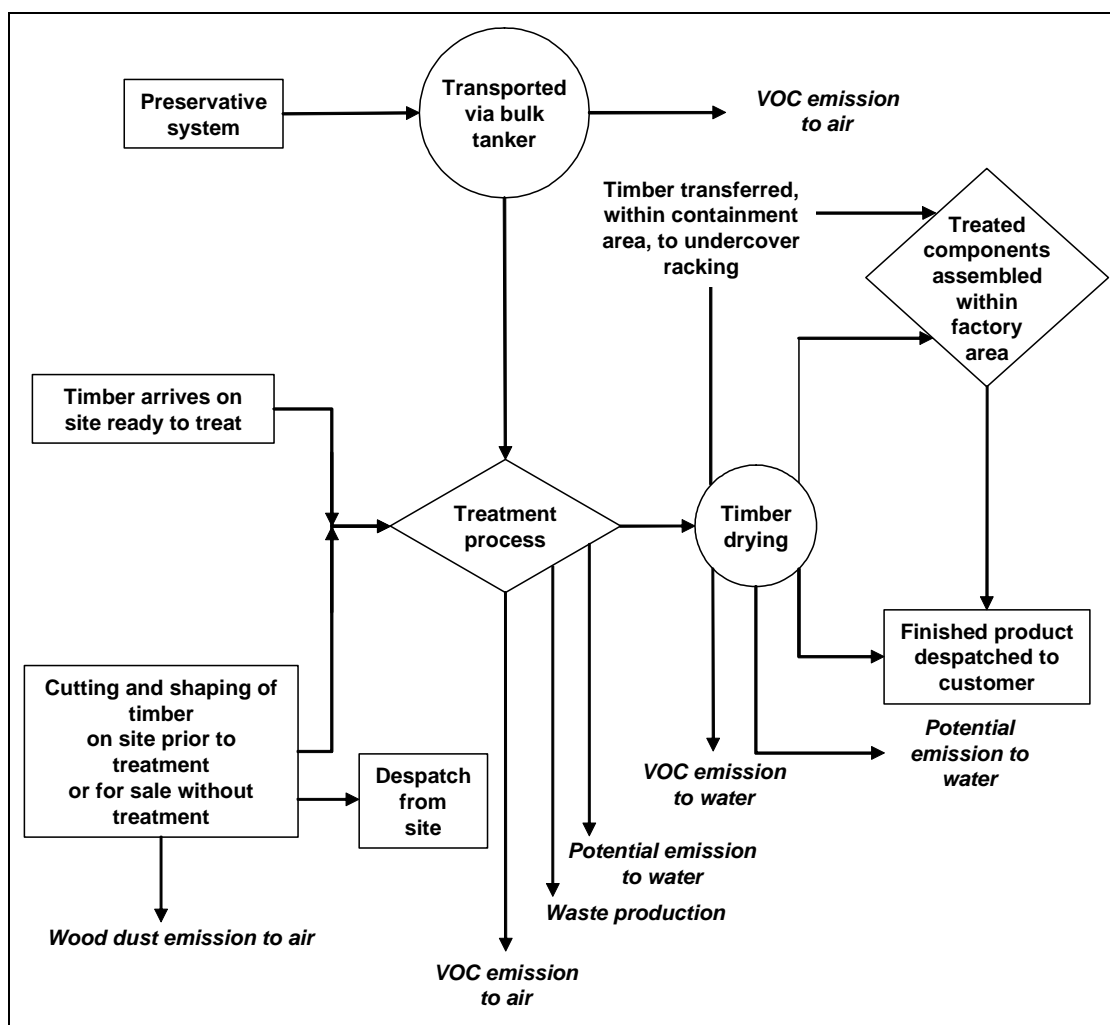 Preservative
system
Transported
via bulk
tanker
VOC emission
to air
Timber transferred,
within containment
area, to undercover
racking
Treated
components
assembled
within
factory
area
Timber arrives on
site ready to treat
Treatment
process
Timber
drying
Finished product
despatched to
customer
Cutting and shaping of
timber
on site prior to
treatment
or for sale without
treatment
Despatch
from
site
VOC emission
to water
Potential
emission to
water
Potential emission
to water
Waste production
Wood dust emission to air
VOC emission
to air